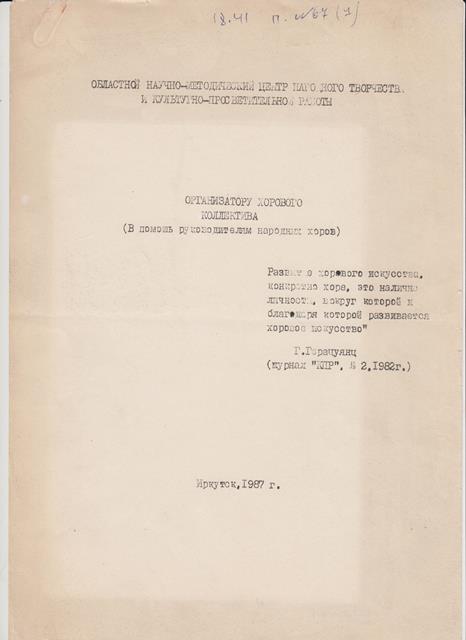 18.41 п. №67 (1)
ОБЛАСТНОЙ НАУЧНО-МЕТОДИЧЕСКИЙ ЦЕНТР НАРОДНОГО ТВОРЧЕСТВА
И КУЛЬТУРНО-ПРОСВЕТИТЕЛЬНОЙ РАБОТЫ
ОРГАНИЗАТОРУ ХОРОВОГО
КОЛЛЕКТИВА
(В помощь руководителям народных хоров)
Развитие хорового искусства,
конкретно хора, это наличие
личности, вокруг которой и
благодаря которой развивается
хоровое искусство"
(журнал "КПР", № 2,1982г.)
Иркутск,1987 г.